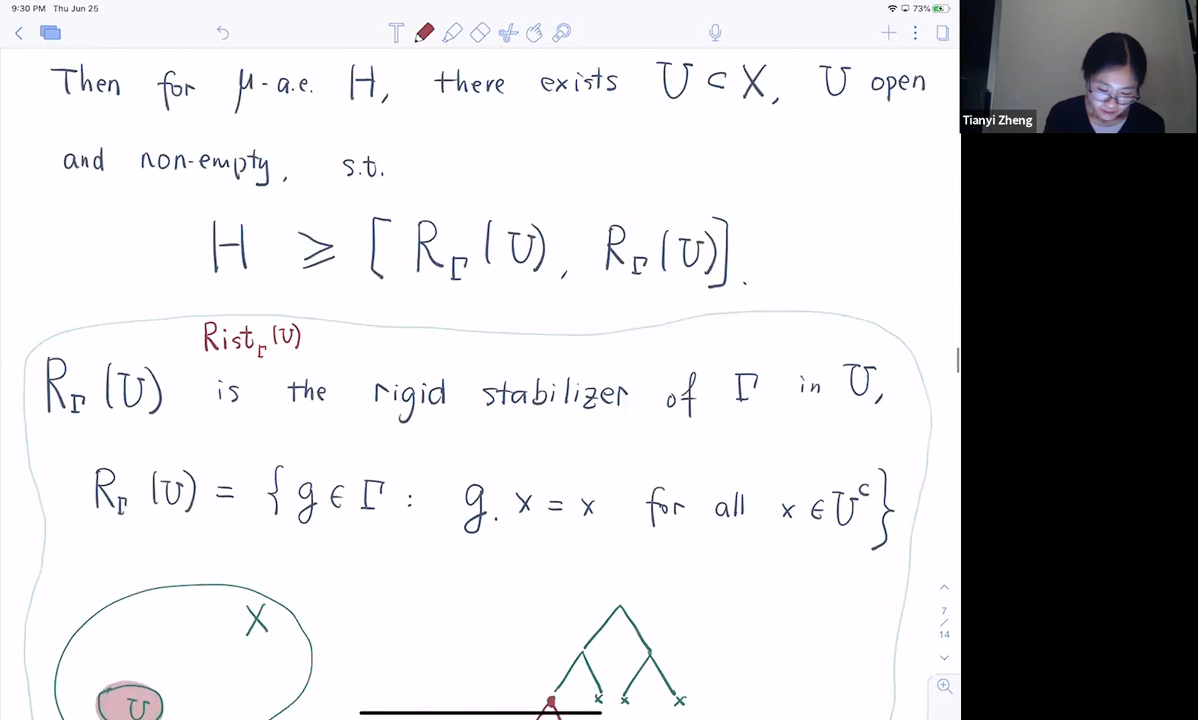 9:30 PM Thu Jun 25
73%
Then for μ-a.e. H, there exists U ⊂ X, U open
and non-empty, s.t.
H ⩾ [R_Γ(U), R_Γ(U)].
Rist_Γ(U)
R_Γ(U) is the rigid stabilizer of Γ in U,
R_Γ(U) = {g ∈ Γ : g.x = x for all x ∈ U^c}
X
U
x x x
7
/
14
Tianyi Zheng